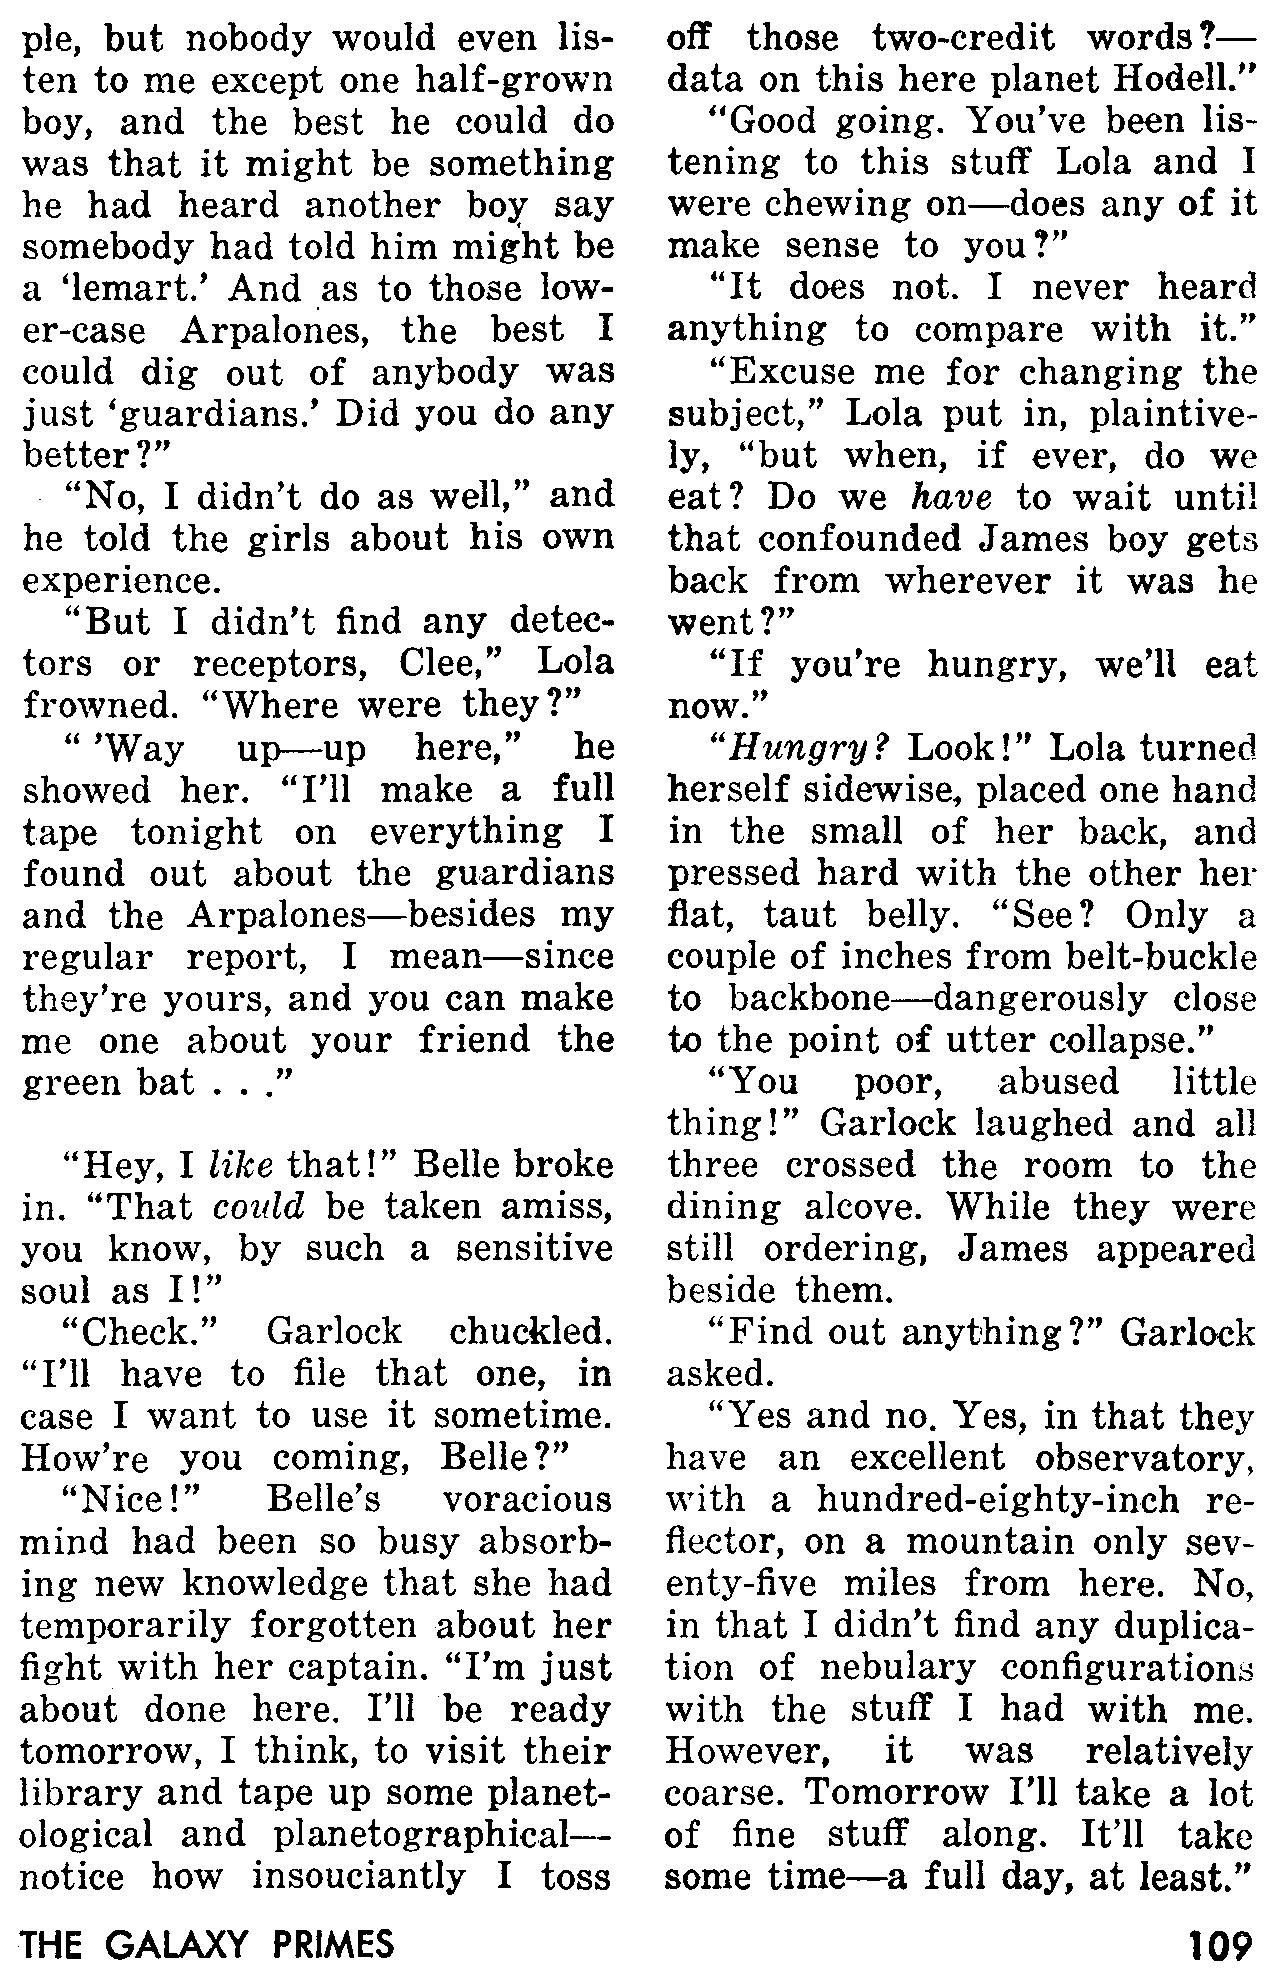 ple, but nobody would even lis-
ten to me except one half-grown
boy, and the best he could do
was that it might be something
he had heard another boy say
somebody had told him might be
a ‘lemart.’ And as to those low-
er-case Arpalones, the best I
could dig out of anybody was
just ‘guardians.’ Did you do any
better?”
“No, I didn't do as well,” and
he told the girls about his own
experience.
“But I didn't find any detec-
tors or receptors, Clee,” Lola
frowned. “Where were they?”
“ 'Way up—up here,” he
showed her. “I'll make a full
tape tonight on everything I
found out about the guardians
and the Arpalones—besides my
regular report, I mean—since
they're yours, and you can make
me one about your friend the
green bat . . .”
“Hey, I like that!” Belle broke
in. “That could be taken amiss,
you know, by such a sensitive
soul as I!”
“Check.” Garlock chuckled.
“I'll have to file that one, in
case I want to use it sometime.
How're you coming, Belle?”
“Nice!” Belle's voracious
mind had been so busy absorb-
ing new knowledge that she had
temporarily forgotten about her
fight with her captain. “I'm just
about done here. I'll be ready
tomorrow, I think, to visit their
library and tape up some planet-
ological and planetographical—
notice how insouciantly I toss
off those two-credit words?—
data on this here planet Hodell.”
“Good going. You've been lis-
tening to this stuff Lola and I
were chewing on—does any of it
make sense to you?”
“It does not. I never heard
anything to compare with it.”
“Excuse me for changing the
subject,” Lola put in, plaintive-
ly, “but when, if ever, do we
eat? Do we have to wait until
that confounded James boy gets
back from wherever it was he
went?”
“If you're hungry, we'll eat
now.”
“Hungry? Look!” Lola turned
herself sidewise, placed one hand
in the small of her back, and
pressed hard with the other her
flat, taut belly. “See? Only a
couple of inches from belt-buckle
to backbone—dangerously close
to the point of utter collapse.”
“You poor, abused little
thing!” Garlock laughed and all
three crossed the room to the
dining alcove. While they were
still ordering, James appeared
beside them.
“Find out anything?” Garlock
asked.
“Yes and no. Yes, in that they
have an excellent observatory,
with a hundred-eighty-inch re-
flector, on a mountain only sev-
enty-five miles from here. No,
in that I didn't find any duplica-
tion of nebulary configurations
with the stuff I had with me.
However, it was relatively
coarse. Tomorrow I'll take a lot
of fine stuff along. It'll take
some time—a full day, at least.”
THE GALAXY PRIMES
109